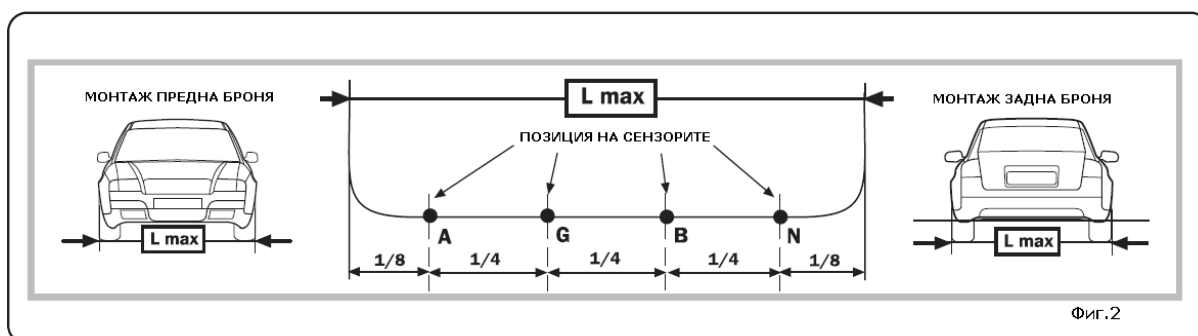 МОНТАЖ ПРЕДНА БРОНЯ
L max
L max
ПОЗИЦИЯ НА СЕНЗОРИТЕ
A G B N
1/8 1/4 1/4 1/4 1/8
МОНТАЖ ЗАДНА БРОНЯ
L max
Фиг.2